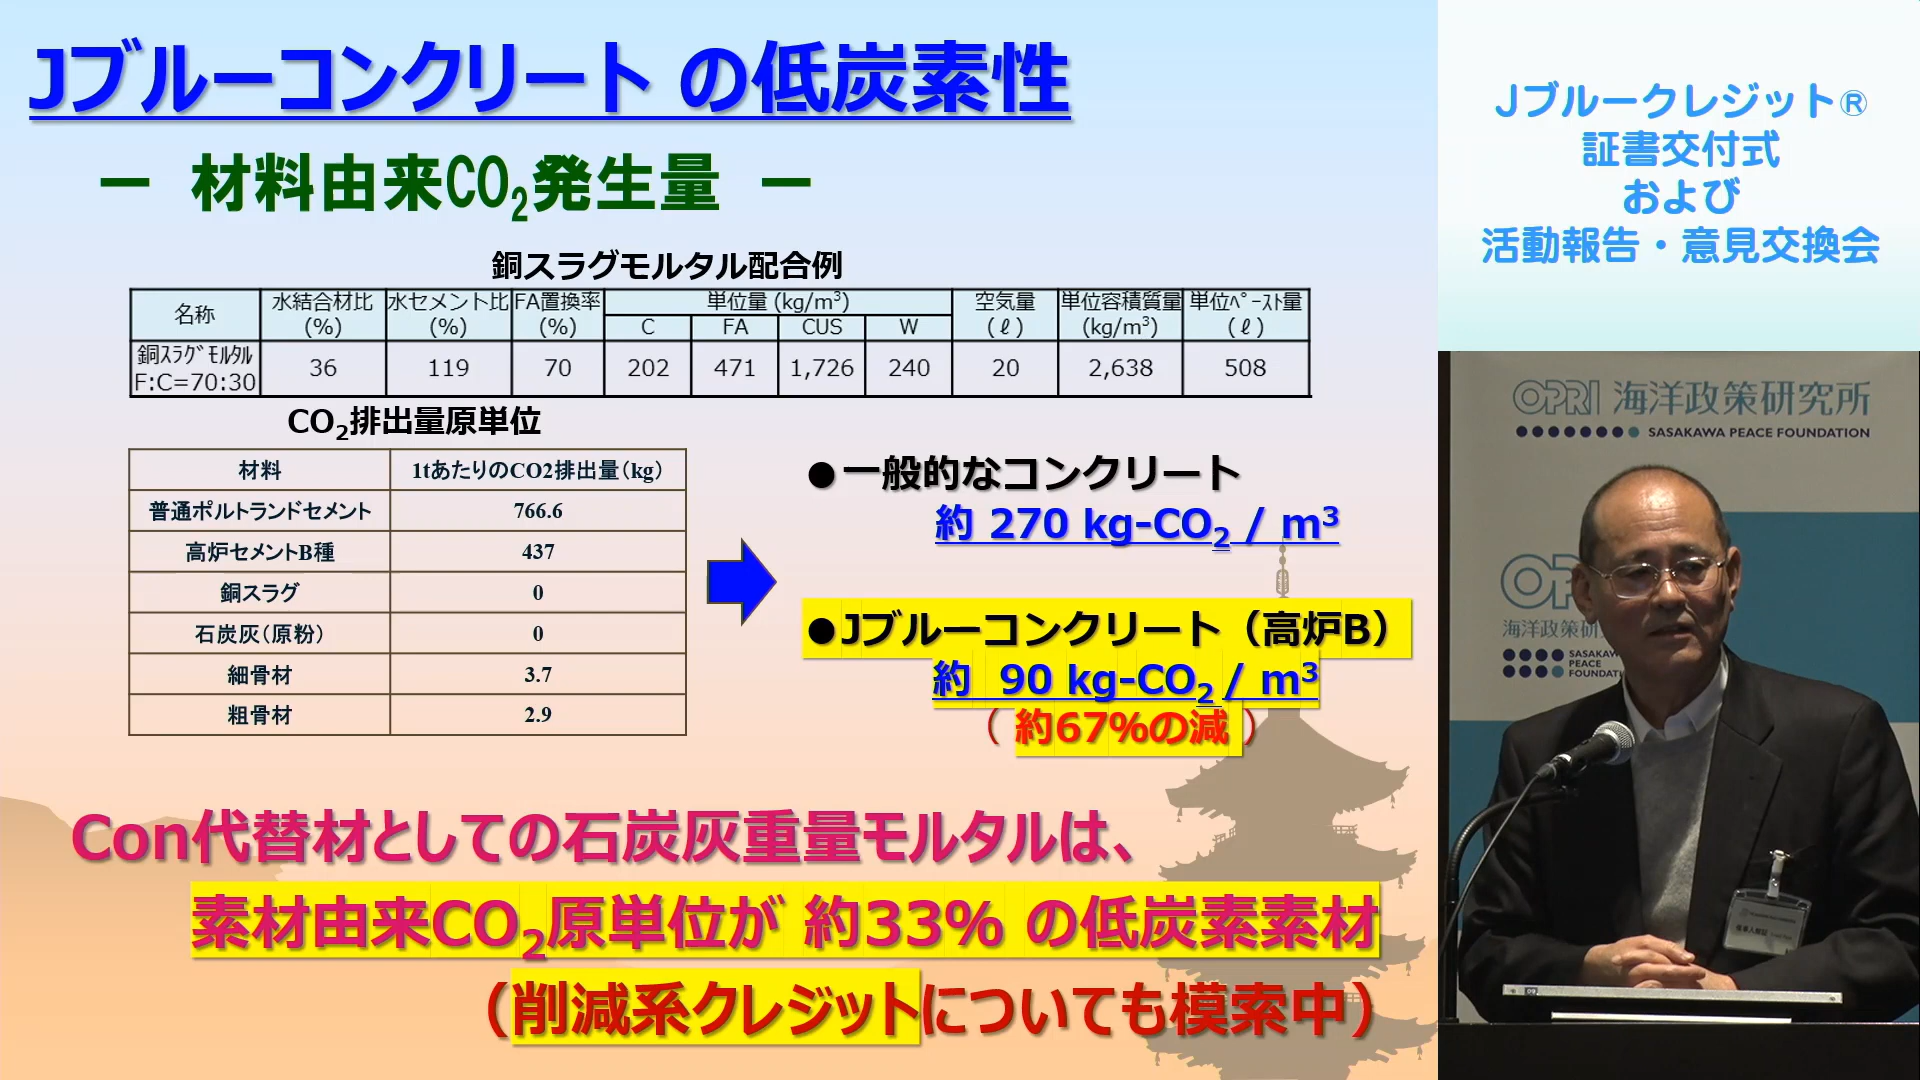 Jブルーコンクリート の低炭素性
ー 材料由来CO₂発生量 ー
銅スラグモルタル配合例
名称 水結合材比(%) 水セメント比(%) FA置換率(%) 単位量 (kg/m³) 空気量(ℓ) 単位容積質量(kg/m³) 単位ﾍﾟｰｽﾄ量(ℓ)
C FA CUS W
銅ｽﾗｸﾞﾓﾙﾀﾙ F:C=70:30 36 119 70 202 471 1,726 240 20 2,638 508
CO₂排出量原単位
材料 1tあたりのCO2排出量(kg)
普通ポルトランドセメント 766.6
高炉セメントB種 437
銅スラグ 0
石炭灰(原粉) 0
細骨材 3.7
粗骨材 2.9
●一般的なコンクリート
約 270 kg-CO₂ / m³
●Jブルーコンクリート（高炉B）
約 90 kg-CO₂ / m³
（ 約67%の減 ）
Con代替材としての石炭灰重量モルタルは、
素材由来CO₂原単位が 約33% の低炭素素材
（削減系クレジットについても模索中）
Jブルークレジット®
証書交付式
および
活動報告・意見交換会
OPRI 海洋政策研究所
SASAKAWA PEACE FOUNDATION
海洋政策研
PEACE